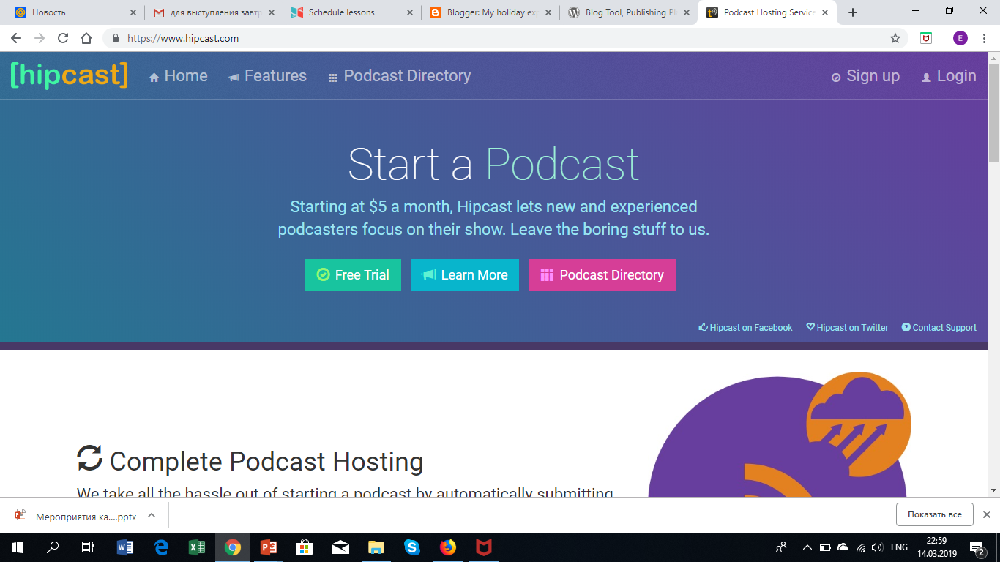 Новость
для выступления завтр
Schedule lessons
Blogger: My holiday exp
Blog Tool, Publishing Pl
Podcast Hosting Service
https://www.hipcast.com
E
[hipcast]
Home
Features
Podcast Directory
Sign up
Login
Start a Podcast
Starting at $5 a month, Hipcast lets new and experienced
podcasters focus on their show. Leave the boring stuff to us.
Free Trial
Learn More
Podcast Directory
Hipcast on Facebook
Hipcast on Twitter
Contact Support
Complete Podcast Hosting
We take all the hassle out of starting a podcast by automatically submitting
Мероприятия ка....pptx
Показать все
ENG
22:59
14.03.2019
2